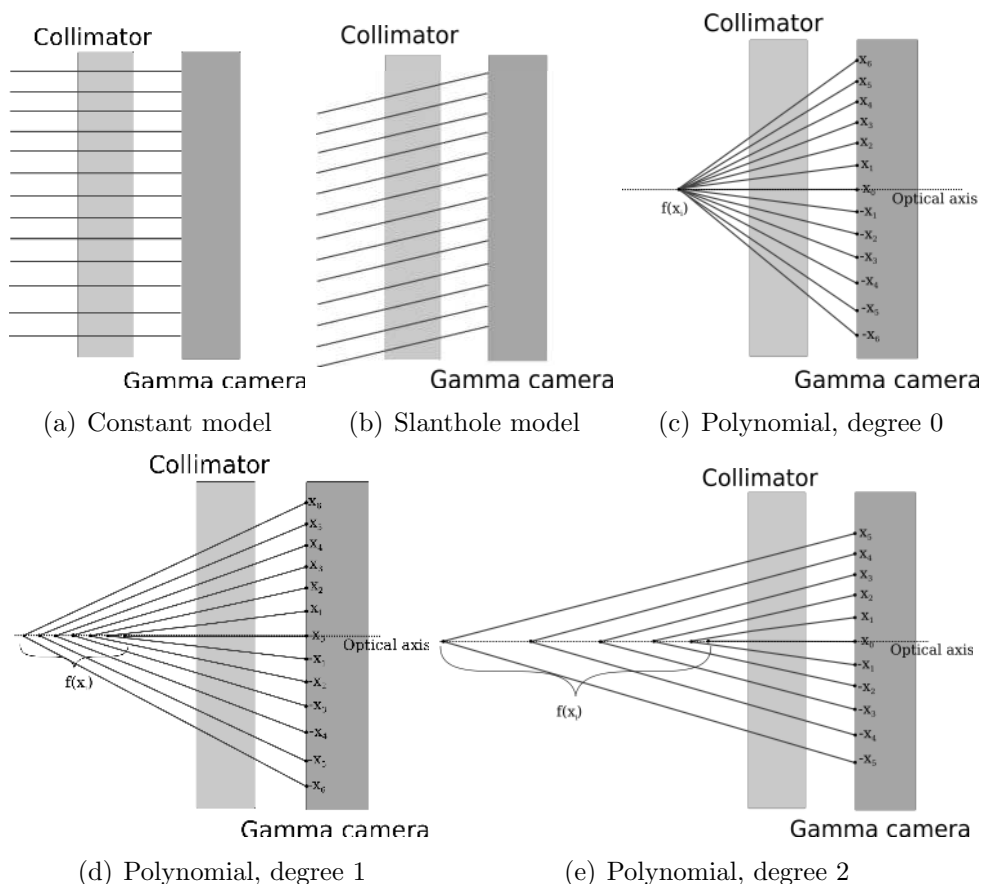 Collimator
Gamma camera
(a) Constant model
Collimator
Gamma camera
(b) Slanthole model
Collimator
x₆
x₅
x₄
x₃
x₂
x₁
x₀
Optical axis
f(xᵢ)
-x₁
-x₂
-x₃
-x₄
-x₅
-x₆
Gamma camera
(c) Polynomial, degree 0
Collimator
x₆
x₅
x₄
x₃
x₂
x₁
Optical axis
-x₂
-x₃
-x₄
-x₅
-x₆
Gamma camera
(d) Polynomial, degree 1
Collimator
x₅
x₄
x₃
x₂
x₁
x₀
Optical axis
-x₁
-x₂
-x₃
-x₄
-x₅
f(xᵢ)
Gamma camera
(e) Polynomial, degree 2